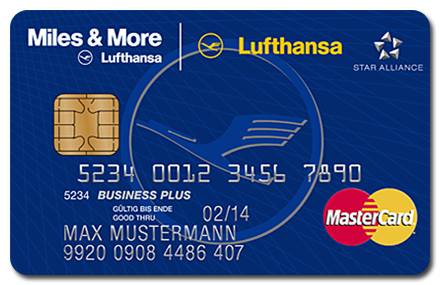 Miles & More
Lufthansa
Lufthansa
STAR ALLIANCE
5234 0012 3456 7890
5234 BUSINESS PLUS
GÜLTIG BIS ENDE
GOOD THRU
02/14
MAX MUSTERMANN
9920 0908 4486 407
MasterCard